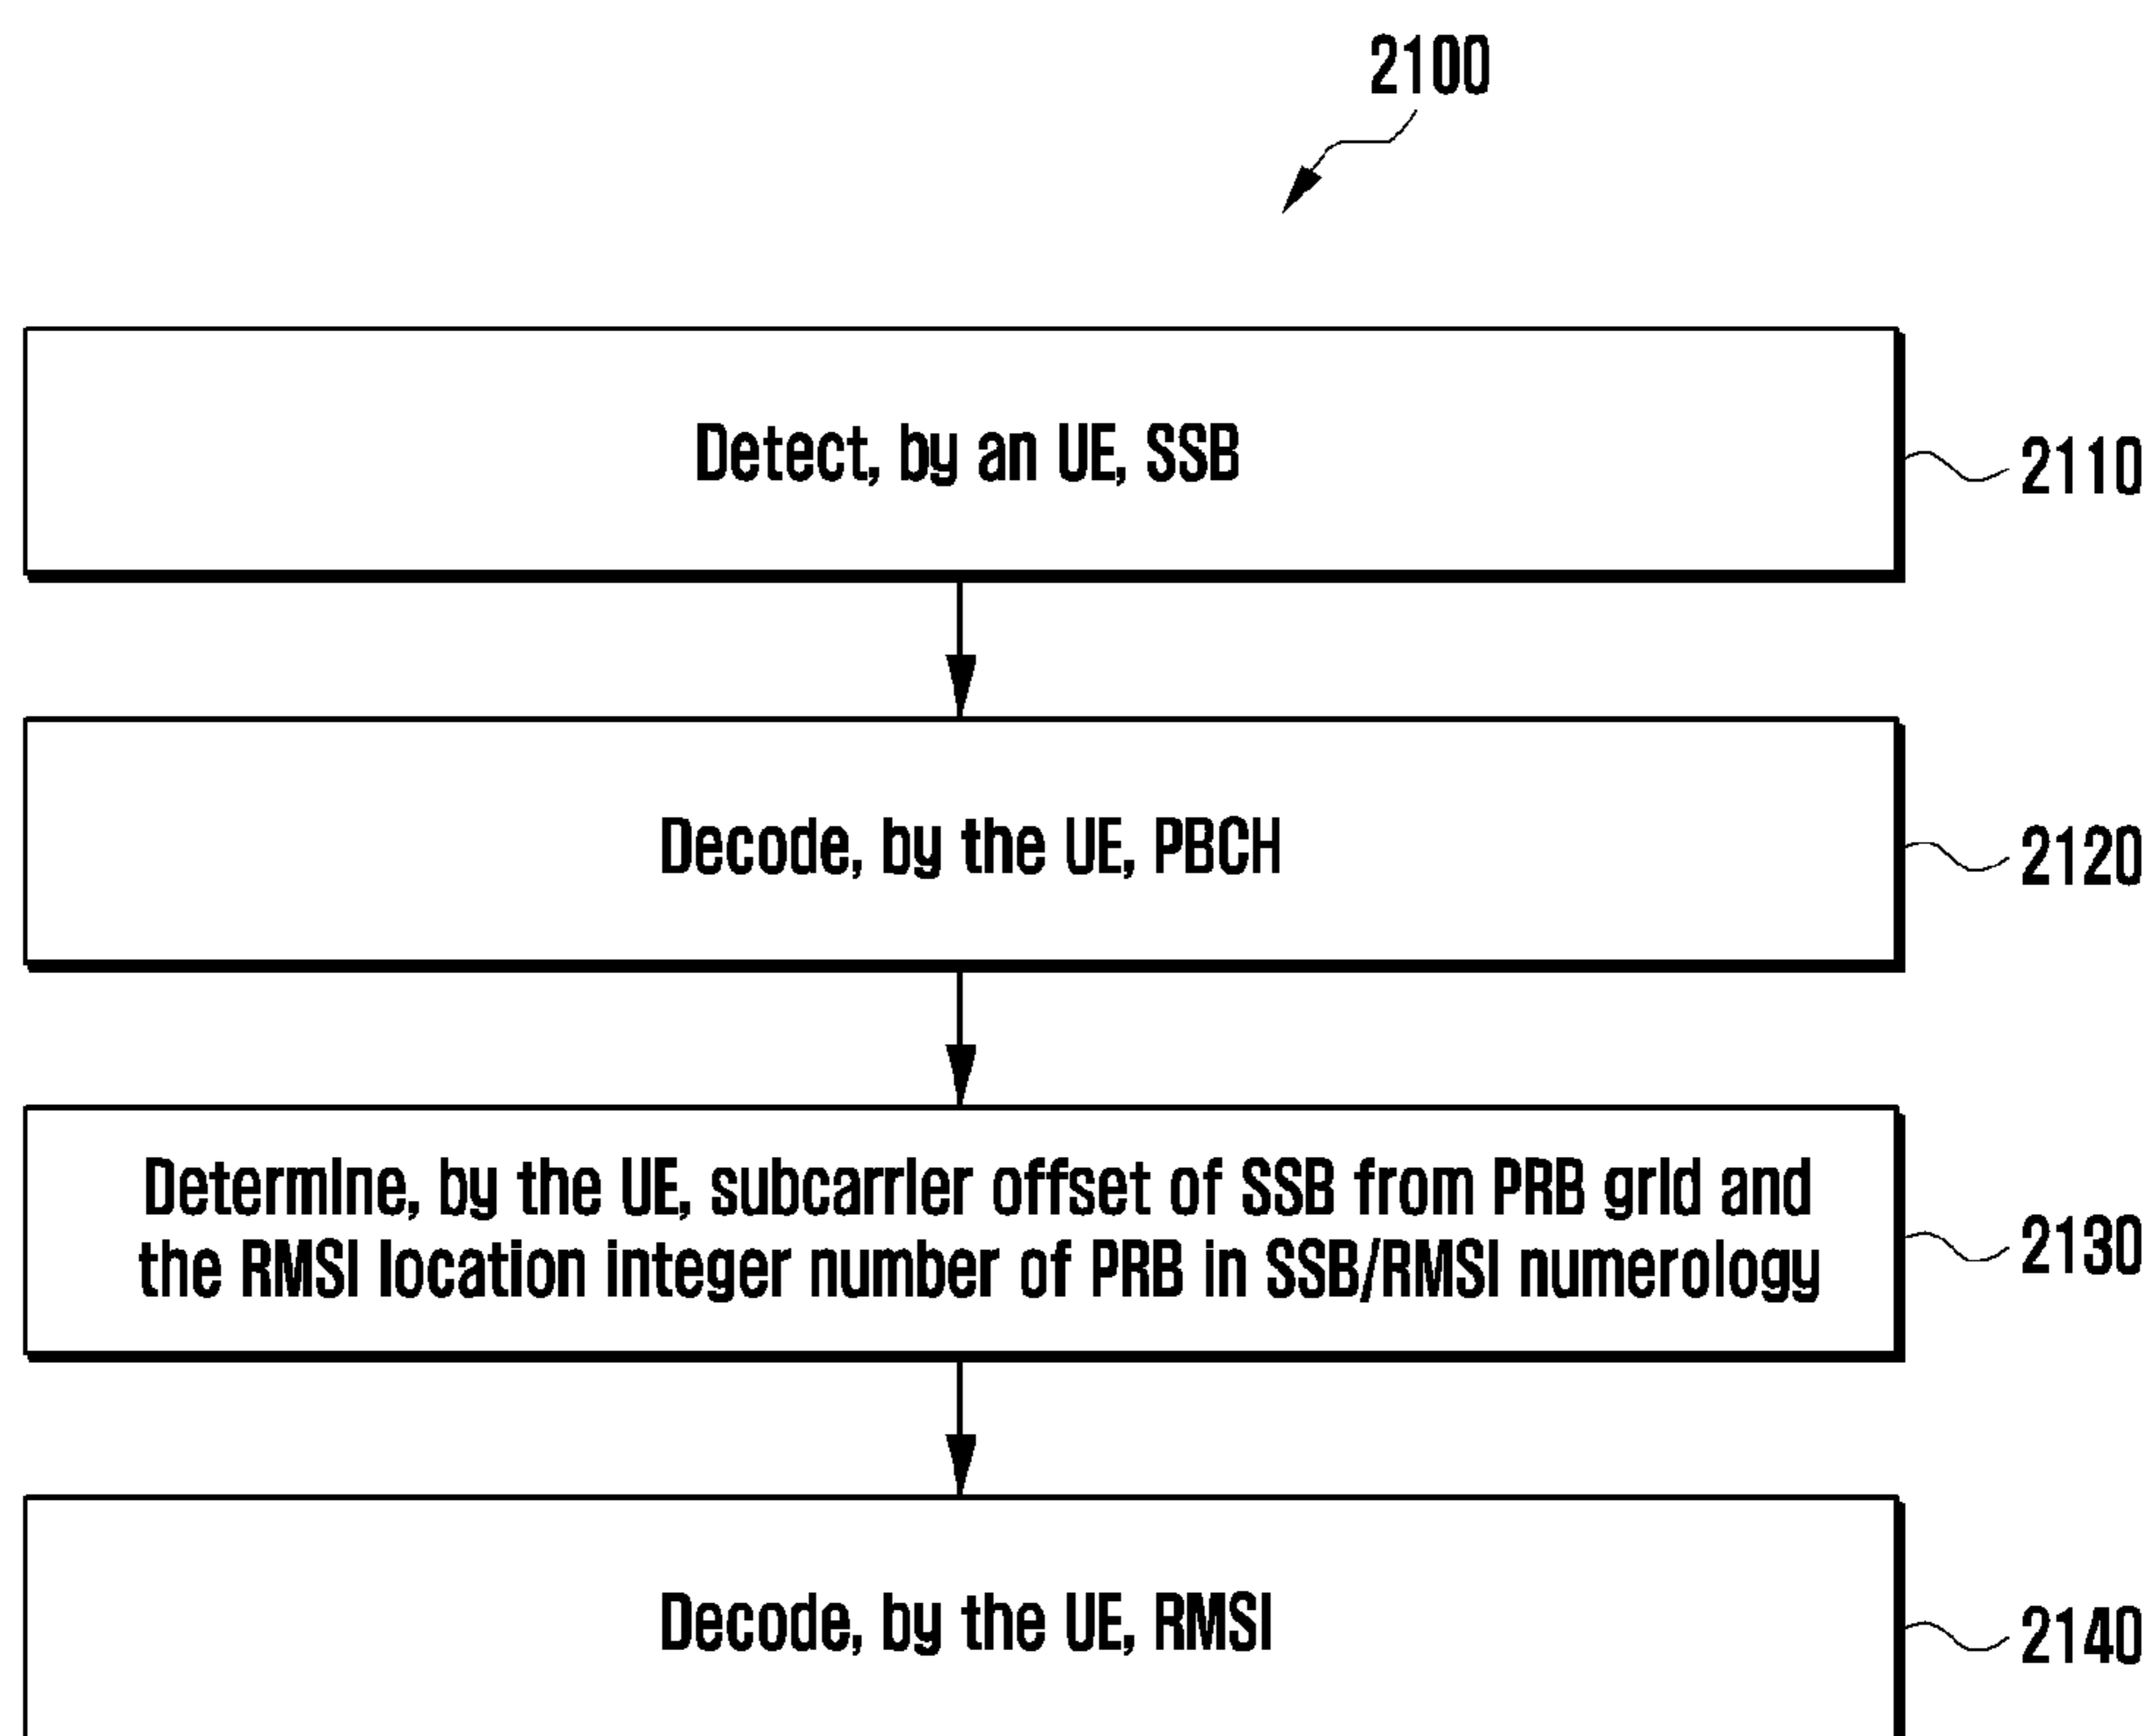 2100
Detect, by an UE, SSB
2110
Decode, by the UE, PBCH
2120
Determine, by the UE, subcarrier offset of SSB from PRB grid and
the RMSI location integer number of PRB in SSB/RMSI numerology
2130
Decode, by the UE, RMSI
2140